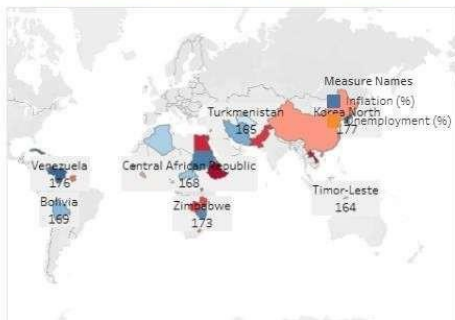 Measure Names
Inflation (%)
Unemployment (%)
Turkmenistan
165
Korea North
177
Venezuela
176
Central African Republic
168
Bolivia
169
Zimbabwe
173
Timor-Leste
164